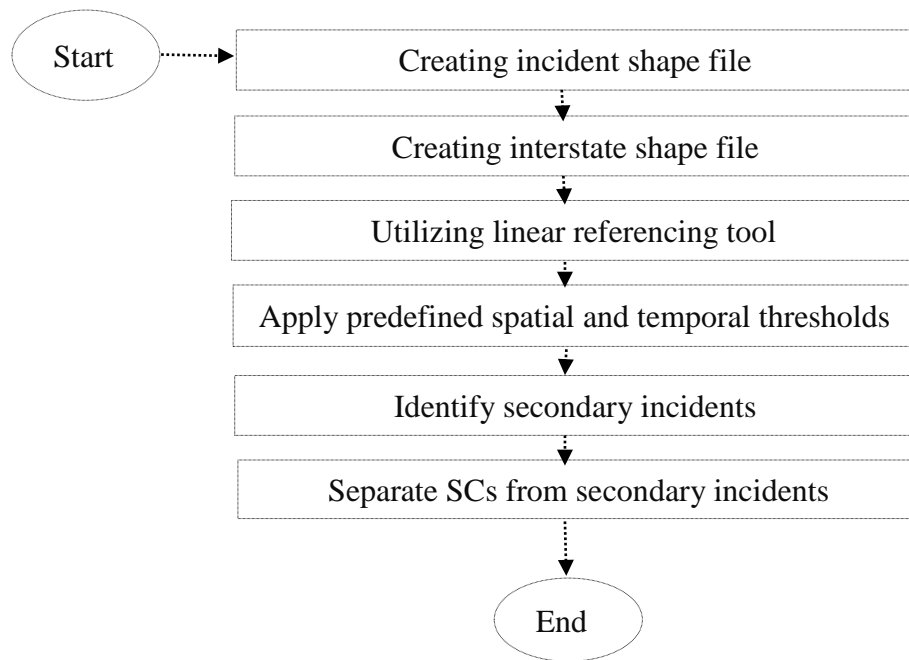 Start
Creating incident shape file
Creating interstate shape file
Utilizing linear referencing tool
Apply predefined spatial and temporal thresholds
Identify secondary incidents
Separate SCs from secondary incidents
End